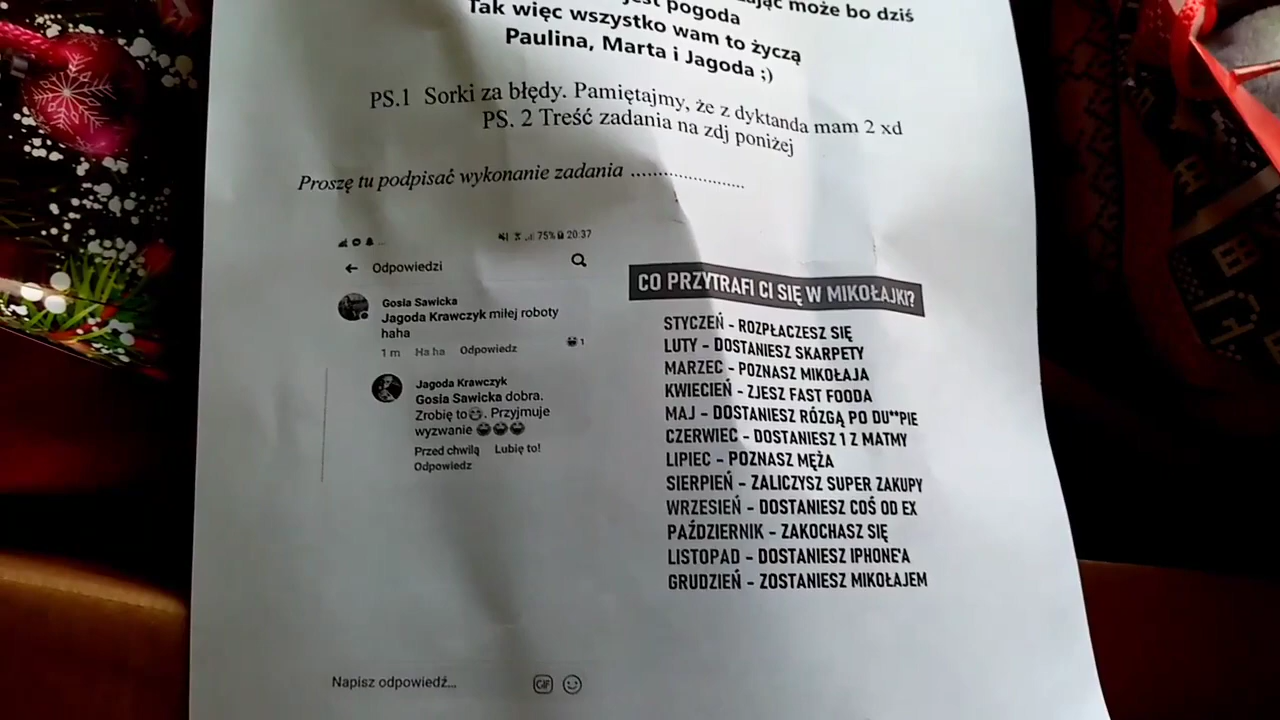 może bo dziś
jest pogoda
Tak więc wszystko wam to życzą
Paulina, Marta i Jagoda ;)
PS.1 Sorki za błędy. Pamiętajmy, że z dyktanda mam 2 xd
PS. 2 Treść zadania na zdj poniżej
Proszę tu podpisać wykonanie zadania ........................
75% 20:37
Odpowiedzi
Gosia Sawicka
Jagoda Krawczyk miłej roboty
haha
1 m Ha ha Odpowiedz 1
Jagoda Krawczyk
Gosia Sawicka dobra.
Zrobię to😂. Przyjmuje
wyzwanie 😂😂😂
Przed chwilą Lubię to!
Odpowiedz
Napisz odpowiedź...
GIF
CO PRZYTRAFI CI SIĘ W MIKOŁAJKI?
STYCZEŃ - ROZPŁACZESZ SIĘ
LUTY - DOSTANIESZ SKARPETY
MARZEC - POZNASZ MIKOŁAJA
KWIECIEŃ - ZJESZ FAST FOODA
MAJ - DOSTANIESZ RÓZGĄ PO DU**PIE
CZERWIEC - DOSTANIESZ 1 Z MATMY
LIPIEC - POZNASZ MĘŻA
SIERPIEŃ - ZALICZYSZ SUPER ZAKUPY
WRZESIEŃ - DOSTANIESZ COŚ OD EX
PAŹDZIERNIK - ZAKOCHASZ SIĘ
LISTOPAD - DOSTANIESZ IPHONE'A
GRUDZIEŃ - ZOSTANIESZ MIKOŁAJEM